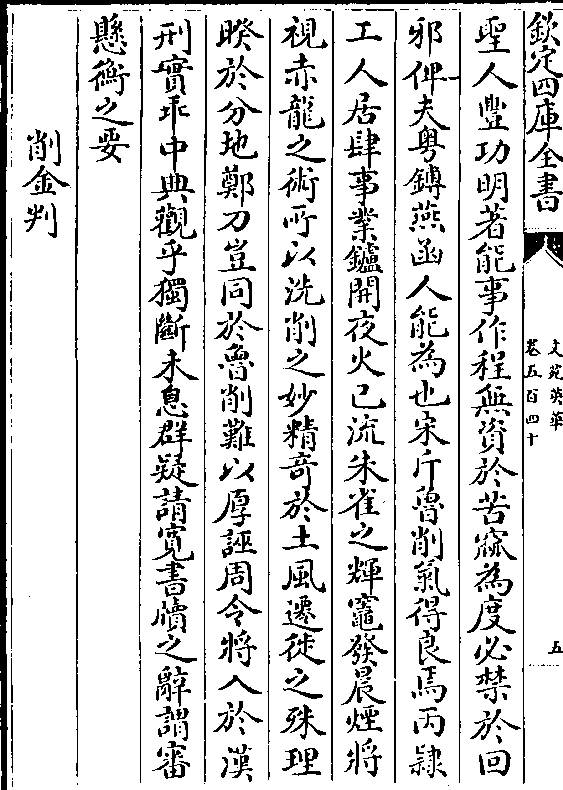 欽定四庫全書
文苑英華
卷五百四十
五
聖人豐功明著能事作程無資於苦窳為度必禁於回
邪俾夫粤鎛燕函人能為也宋斤魯削氣得良焉丙隸
工人居肆事業鑪開夜火已流朱雀之輝竈發晨煙將
視赤龍之術所以洗削之妙精竒於土風遷徙之殊理
暌於分地鄭刀豈同於魯削難以厚誣周令將入於漢
刑實乖中典觀乎獨斷未息群疑請寛書牘之辭謂審
懸衡之要
削金判